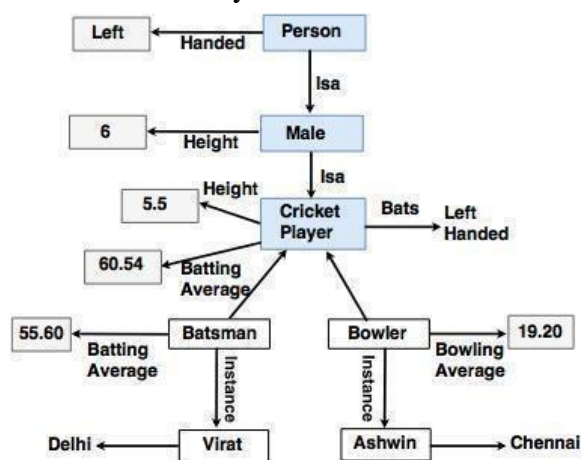 Left
Handed
Person
Isa
6
Height
Male
Isa
5.5
Height
Cricket
Player
Bats
Left
Handed
60.54
Batting
Average
55.60
Batting
Average
Batsman
Bowler
Bowling
Average
19.20
Instance
Instance
Delhi
Virat
Ashwin
Chennai